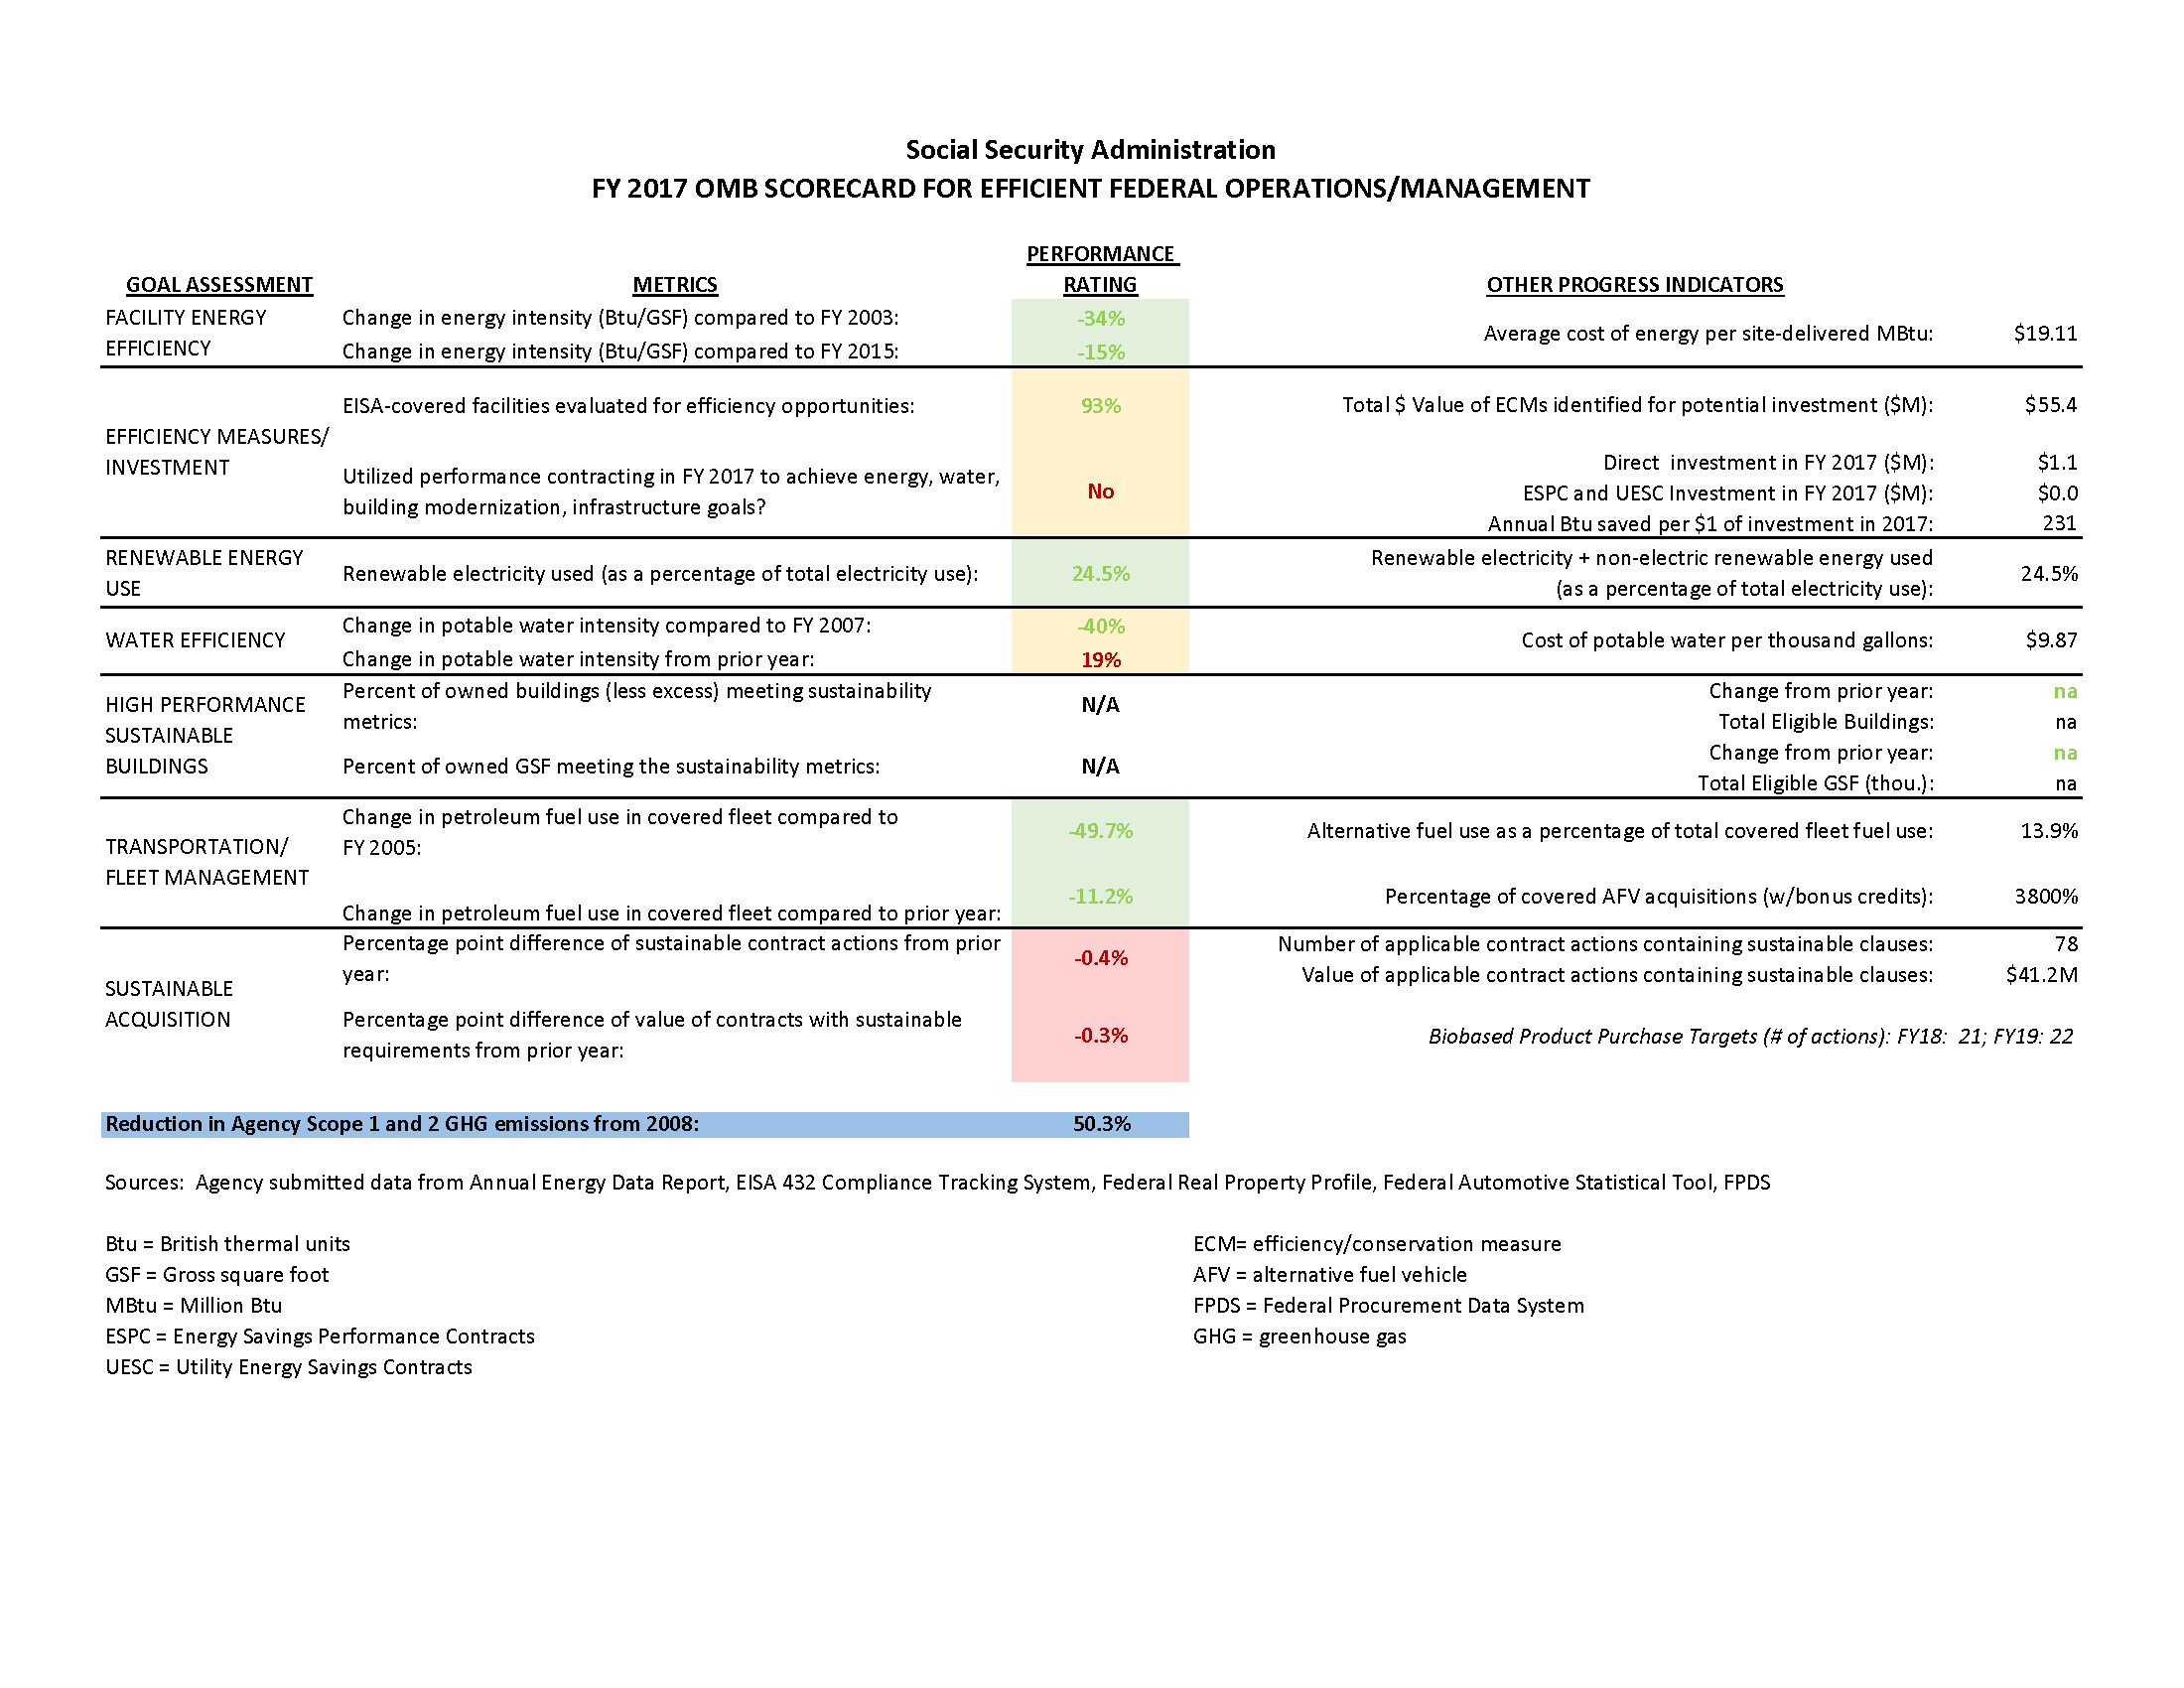 Social Security Administration
FY 2017 OMB SCORECARD FOR EFFICIENT FEDERAL OPERATIONS/MANAGEMENT
PERFORMANCE
GOAL ASSESSMENT METRICS RATING OTHER PROGRESS INDICATORS
FACILITY ENERGY
EFFICIENCY
Change in energy intensity (Btu/GSF) compared to FY 2003: -34%
Change in energy intensity (Btu/GSF) compared to FY 2015: -15%
Average cost of energy per site-delivered MBtu: $19.11
EFFICIENCY MEASURES/
INVESTMENT
EISA-covered facilities evaluated for efficiency opportunities: 93%
Total $ Value of ECMs identified for potential investment ($M): $55.4
Utilized performance contracting in FY 2017 to achieve energy, water,
building modernization, infrastructure goals?
No
Direct investment in FY 2017 ($M): $1.1
ESPC and UESC Investment in FY 2017 ($M): $0.0
Annual Btu saved per $1 of investment in 2017: 231
RENEWABLE ENERGY
USE
Renewable electricity used (as a percentage of total electricity use): 24.5%
Renewable electricity + non-electric renewable energy used
(as a percentage of total electricity use): 24.5%
WATER EFFICIENCY
Change in potable water intensity compared to FY 2007: -40%
Change in potable water intensity from prior year: 19%
Cost of potable water per thousand gallons: $9.87
HIGH PERFORMANCE
SUSTAINABLE
BUILDINGS
Percent of owned buildings (less excess) meeting sustainability
metrics:
N/A
Change from prior year: na
Total Eligible Buildings: na
Percent of owned GSF meeting the sustainability metrics: N/A
Change from prior year: na
Total Eligible GSF (thou.): na
TRANSPORTATION/
FLEET MANAGEMENT
Change in petroleum fuel use in covered fleet compared to
FY 2005:
-49.7%
Alternative fuel use as a percentage of total covered fleet fuel use: 13.9%
Change in petroleum fuel use in covered fleet compared to prior year: -11.2%
Percentage of covered AFV acquisitions (w/bonus credits): 3800%
SUSTAINABLE
ACQUISITION
Percentage point difference of sustainable contract actions from prior
year:
-0.4%
Number of applicable contract actions containing sustainable clauses: 78
Value of applicable contract actions containing sustainable clauses: $41.2M
Percentage point difference of value of contracts with sustainable
requirements from prior year:
-0.3%
Biobased Product Purchase Targets (# of actions): FY18: 21; FY19: 22
Reduction in Agency Scope 1 and 2 GHG emissions from 2008: 50.3%
Sources: Agency submitted data from Annual Energy Data Report, EISA 432 Compliance Tracking System, Federal Real Property Profile, Federal Automotive Statistical Tool, FPDS
Btu = British thermal units
GSF = Gross square foot
MBtu = Million Btu
ESPC = Energy Savings Performance Contracts
UESC = Utility Energy Savings Contracts
ECM= efficiency/conservation measure
AFV = alternative fuel vehicle
FPDS = Federal Procurement Data System
GHG = greenhouse gas